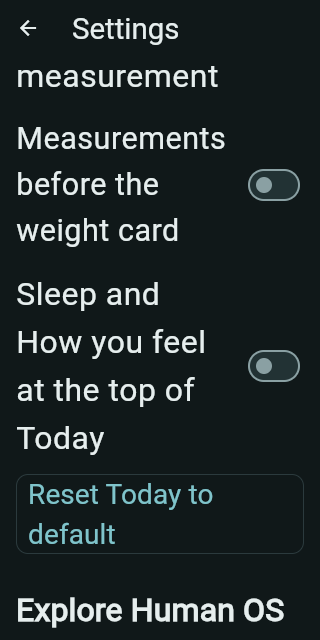 Settings
measurement
Measurements
before the
weight card
Sleep and
How you feel
at the top of
Today
Reset Today to
default
Explore Human OS